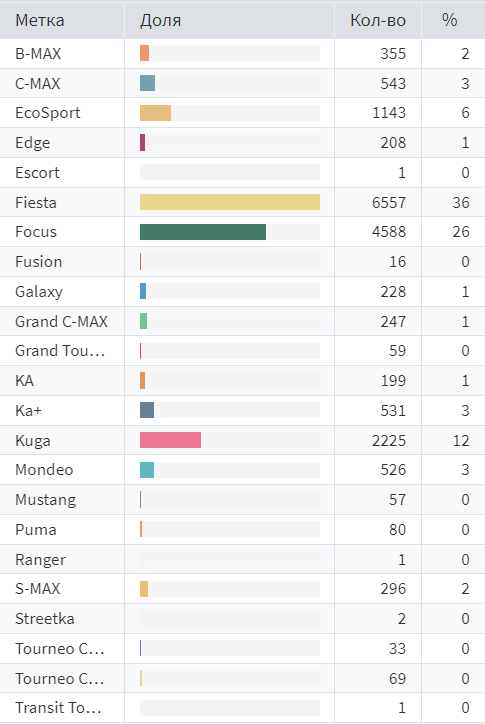 Метка Доля Кол-во %
B-MAX 355 2
C-MAX 543 3
EcoSport 1143 6
Edge 208 1
Escort 1 0
Fiesta 6557 36
Focus 4588 26
Fusion 16 0
Galaxy 228 1
Grand C-MAX 247 1
Grand Tou... 59 0
KA 199 1
Ka+ 531 3
Kuga 2225 12
Mondeo 526 3
Mustang 57 0
Puma 80 0
Ranger 1 0
S-MAX 296 2
Streetka 2 0
Tourneo C... 33 0
Tourneo C... 69 0
Transit To... 1 0